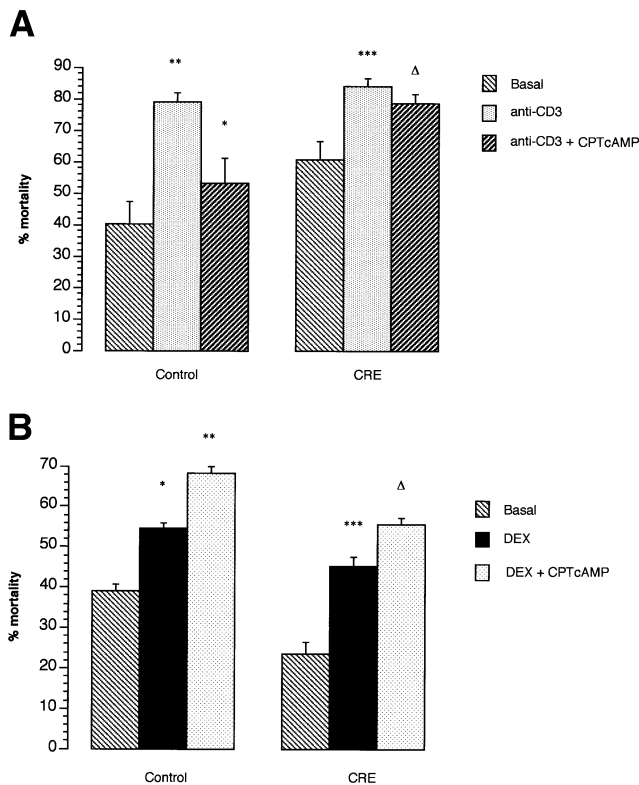 A
% mortality
90
80
70
60
50
40
30
20
10
0
**
*
***
Δ
Control
CRE
Basal
anti-CD3
anti-CD3 + CPTcAMP
B
% mortality
70
60
50
40
30
20
10
0
*
**
***
Δ
Control
CRE
Basal
DEX
DEX + CPTcAMP